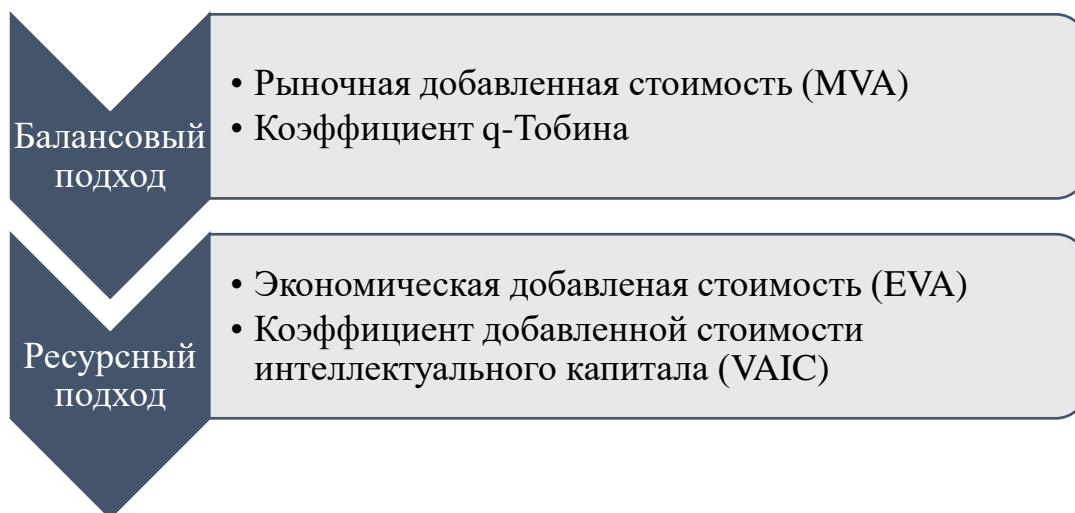 Балансовый
подход
• Рыночная добавленная стоимость (MVA)
• Коэффициент q-Тобина
Ресурсный
подход
• Экономическая добавленая стоимость (EVA)
• Коэффициент добавленной стоимости
интеллектуального капитала (VAIC)